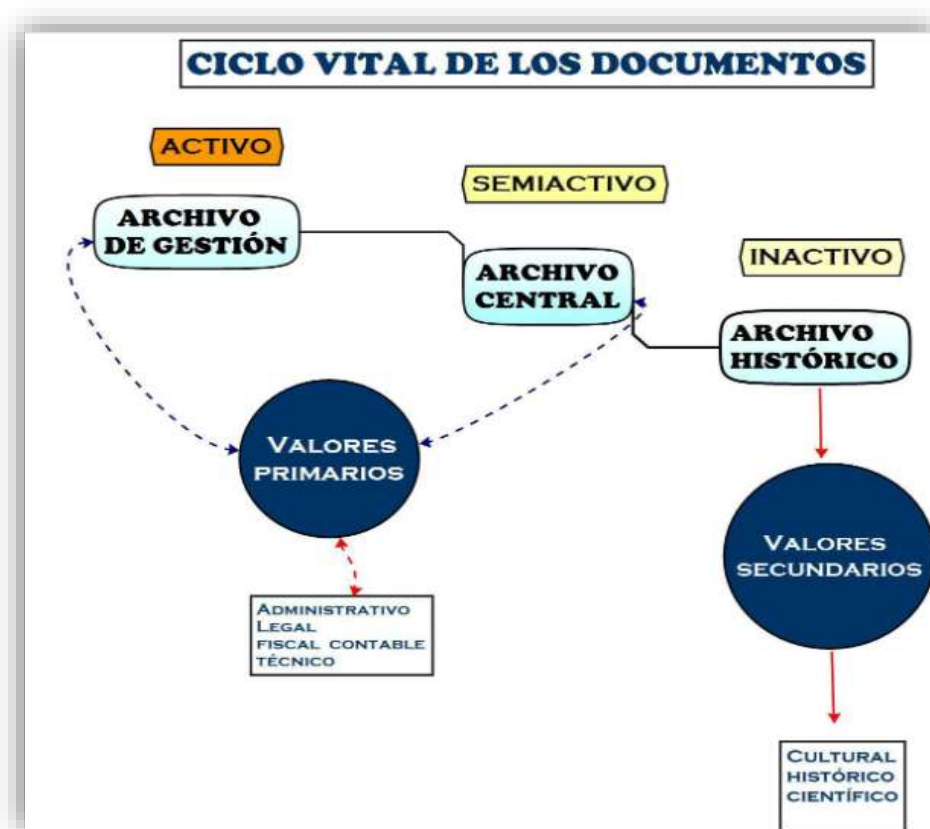 CICLO VITAL DE LOS DOCUMENTOS
ACTIVO
SEMIACTIVO
ARCHIVO
DE GESTIÓN
INACTIVO
ARCHIVO
CENTRAL
ARCHIVO
HISTÓRICO
VALORES
PRIMARIOS
VALORES
SECUNDARIOS
ADMINISTRATIVO
LEGAL
FISCAL CONTABLE
TÉCNICO
CULTURAL
HISTÓRICO
CIENTÍFICO